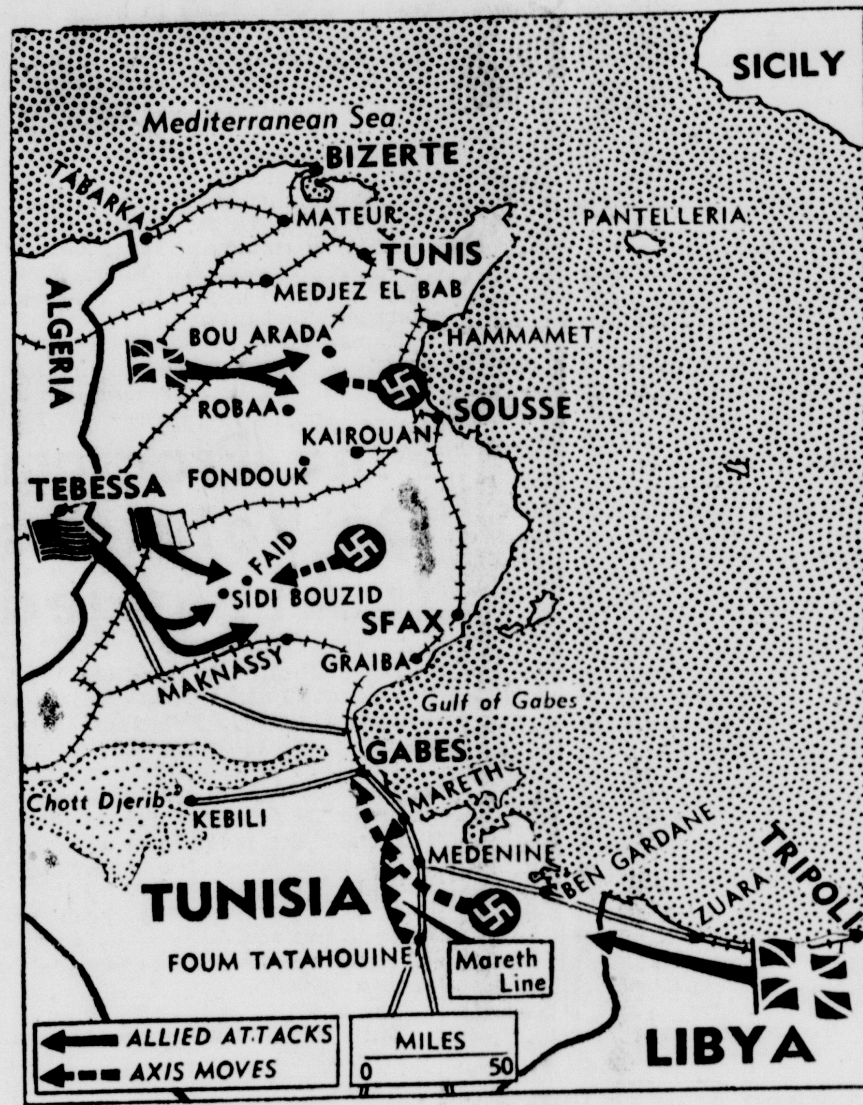 SICILY
Mediterranean Sea
BIZERTE
TABARKA
MATEUR
PANTELLERIA
TUNIS
MEDJEZ EL BAB
ALGERIA
BOU ARADA
HAMMAMET
ROBAA
SOUSSE
KAIROUAN
FONDOUK
TEBESSA
FAID
SIDI BOUZID
SFAX
MAKNASSY
GRAIBA
Gulf of Gabes
GABES
MARETH
Chott Djerib
KEBILI
MEDENINE
BEN GARDANE
ZUARA
TRIPOLI
TUNISIA
FOUM TATAHOUINE
Mareth
Line
LIBYA
ALLIED ATTACKS
AXIS MOVES
MILES
0 50